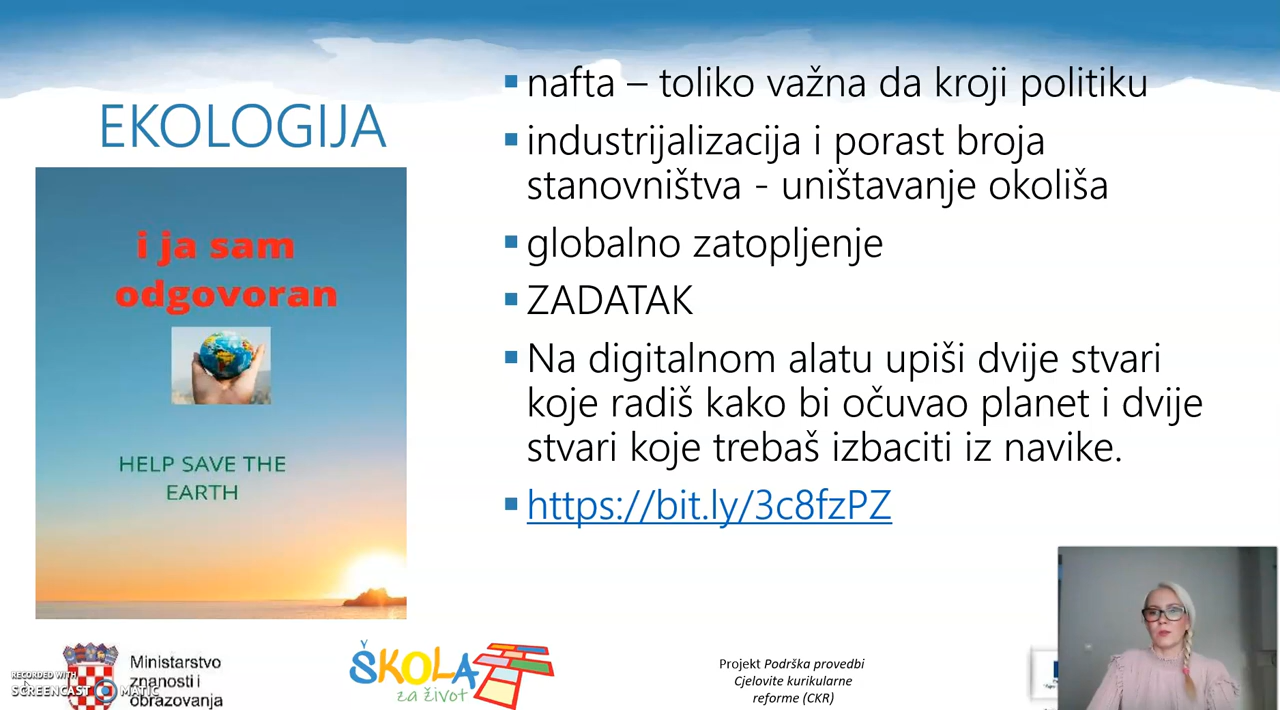 EKOLOGIJA
i ja sam
odgovoran
HELP SAVE THE
EARTH
nafta – toliko važna da kroji politiku
industrijalizacija i porast broja
stanovništva - uništavanje okoliša
globalno zatopljenje
ZADATAK
Na digitalnom alatu upiši dvije stvari
koje radiš kako bi očuvao planet i dvije
stvari koje trebaš izbaciti iz navike.
https://bit.ly/3c8fzPZ
Ministarstvo
znanosti i
obrazovanja
RECORDED WITH
SCREENCAST MATIC
ŠKOLA
za život
Projekt Podrška provedbi
Cjelovite kurikularne
reforme (CKR)